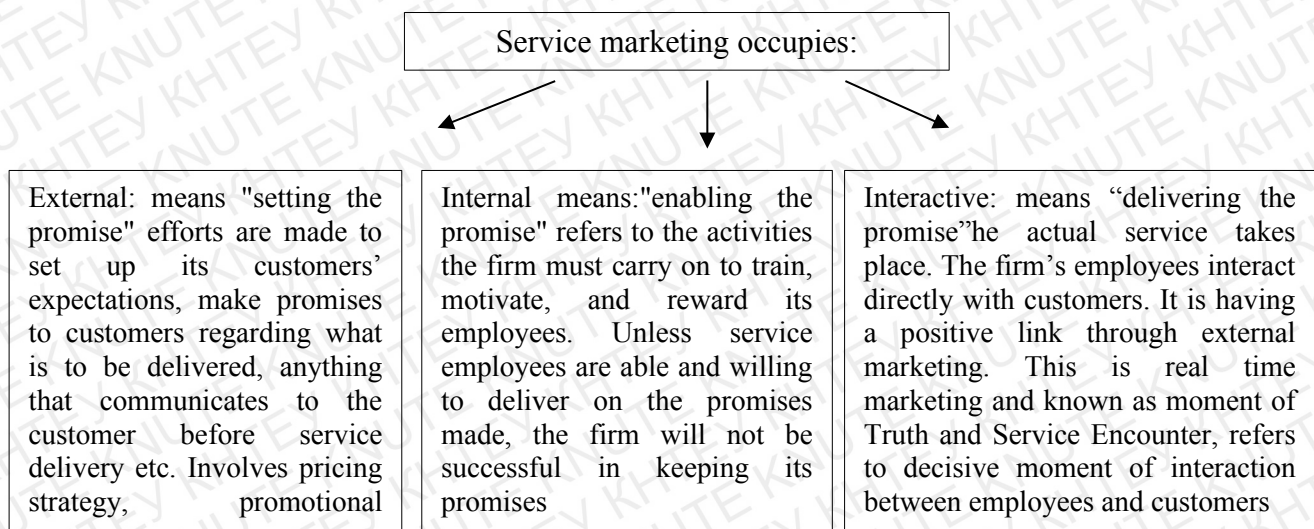 Service marketing occupies:
External: means "setting the
promise" efforts are made to
set up its customers’
expectations, make promises
to customers regarding what
is to be delivered, anything
that communicates to the
customer before service
delivery etc. Involves pricing
strategy, promotional
Internal means:"enabling the
promise" refers to the activities
the firm must carry on to train,
motivate, and reward its
employees. Unless service
employees are able and willing
to deliver on the promises
made, the firm will not be
successful in keeping its
promises
Interactive: means “delivering the
promise”he actual service takes
place. The firm’s employees interact
directly with customers. It is having
a positive link through external
marketing. This is real time
marketing and known as moment of
Truth and Service Encounter, refers
to decisive moment of interaction
between employees and customers